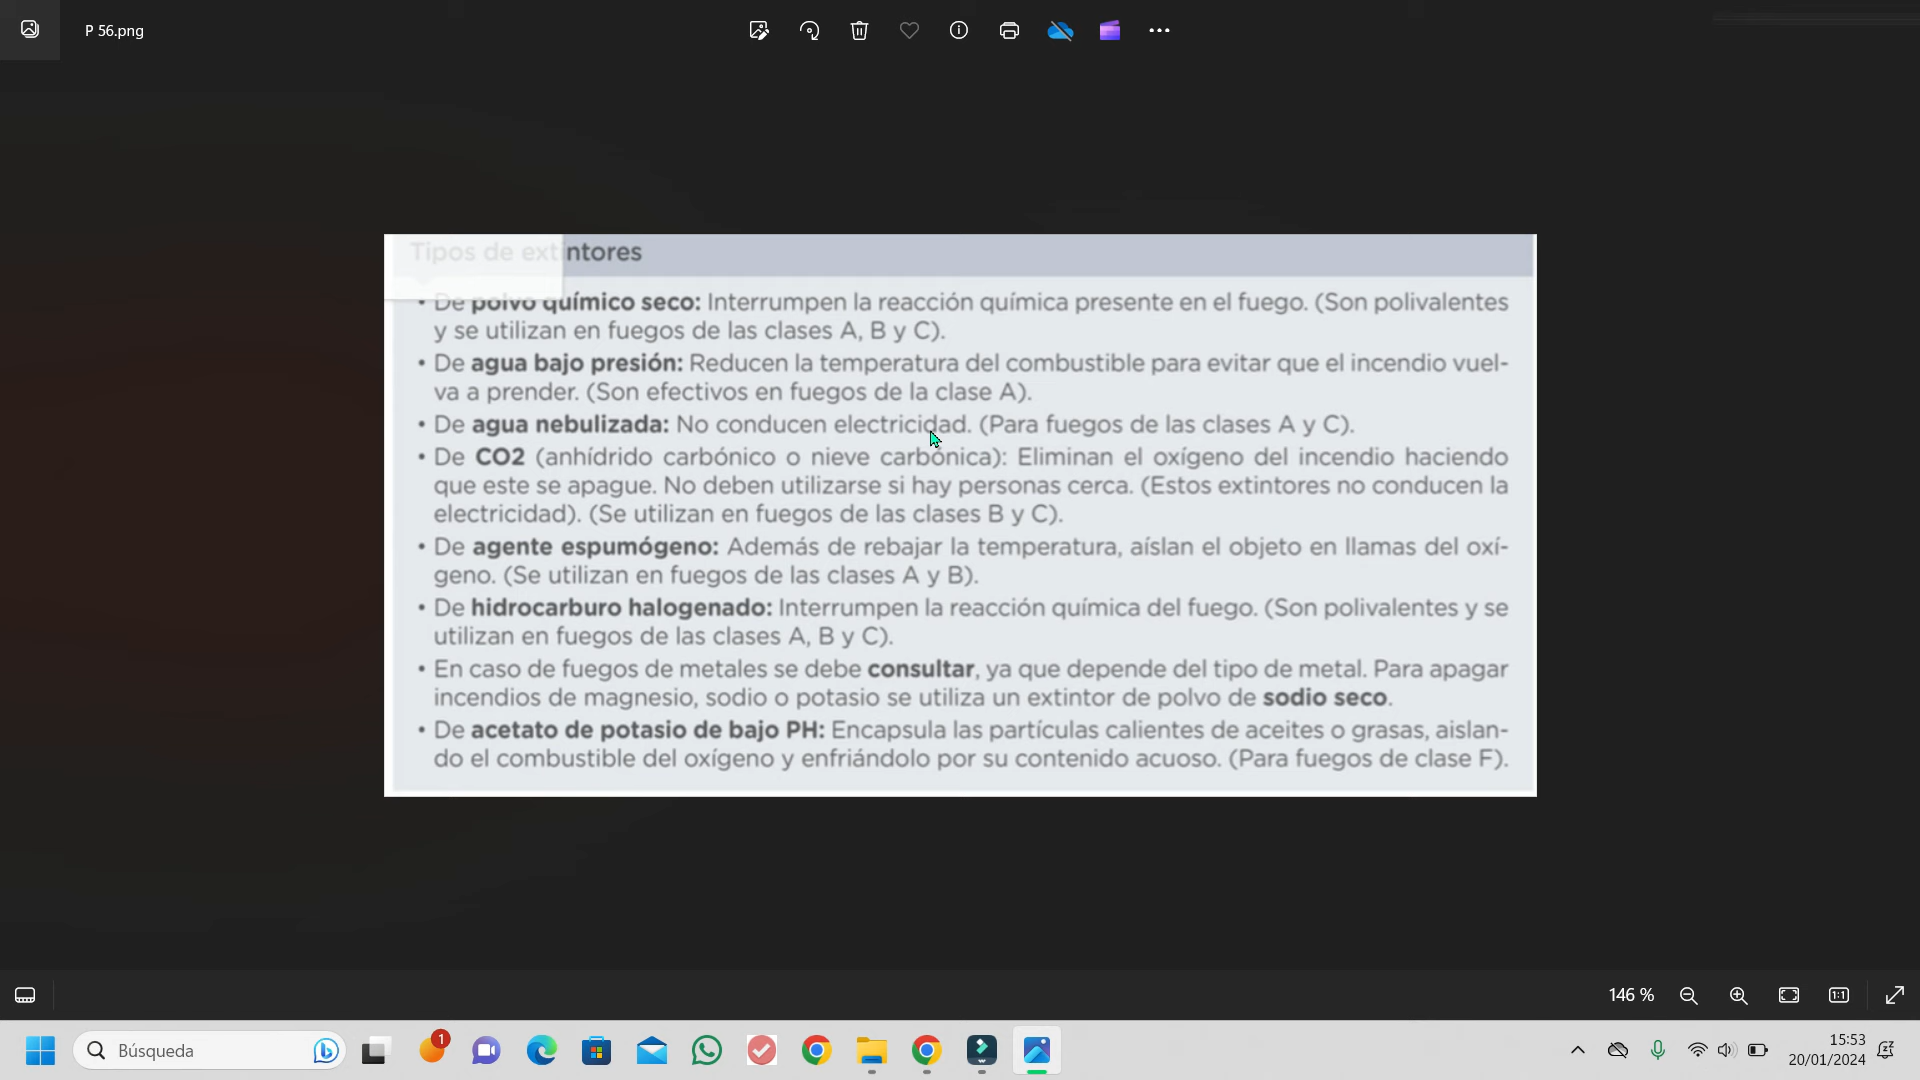 P 56.png
Tipos de extintores
• De polvo químico seco: Interrumpen la reacción química presente en el fuego. (Son polivalentes
y se utilizan en fuegos de las clases A, B y C).
• De agua bajo presión: Reducen la temperatura del combustible para evitar que el incendio vuel-
va a prender. (Son efectivos en fuegos de la clase A).
• De agua nebulizada: No conducen electricidad. (Para fuegos de las clases A y C).
• De CO2 (anhídrido carbónico o nieve carbónica): Eliminan el oxígeno del incendio haciendo
que este se apague. No deben utilizarse si hay personas cerca. (Estos extintores no conducen la
electricidad). (Se utilizan en fuegos de las clases B y C).
• De agente espumógeno: Además de rebajar la temperatura, aíslan el objeto en llamas del oxí-
geno. (Se utilizan en fuegos de las clases A y B).
• De hidrocarburo halogenado: Interrumpen la reacción química del fuego. (Son polivalentes y se
utilizan en fuegos de las clases A, B y C).
• En caso de fuegos de metales se debe consultar, ya que depende del tipo de metal. Para apagar
incendios de magnesio, sodio o potasio se utiliza un extintor de polvo de sodio seco.
• De acetato de potasio de bajo PH: Encapsula las partículas calientes de aceites o grasas, aislan-
do el combustible del oxígeno y enfriándolo por su contenido acuoso. (Para fuegos de clase F).
146 %
1:1
Búsqueda
1
15:53
20/01/2024